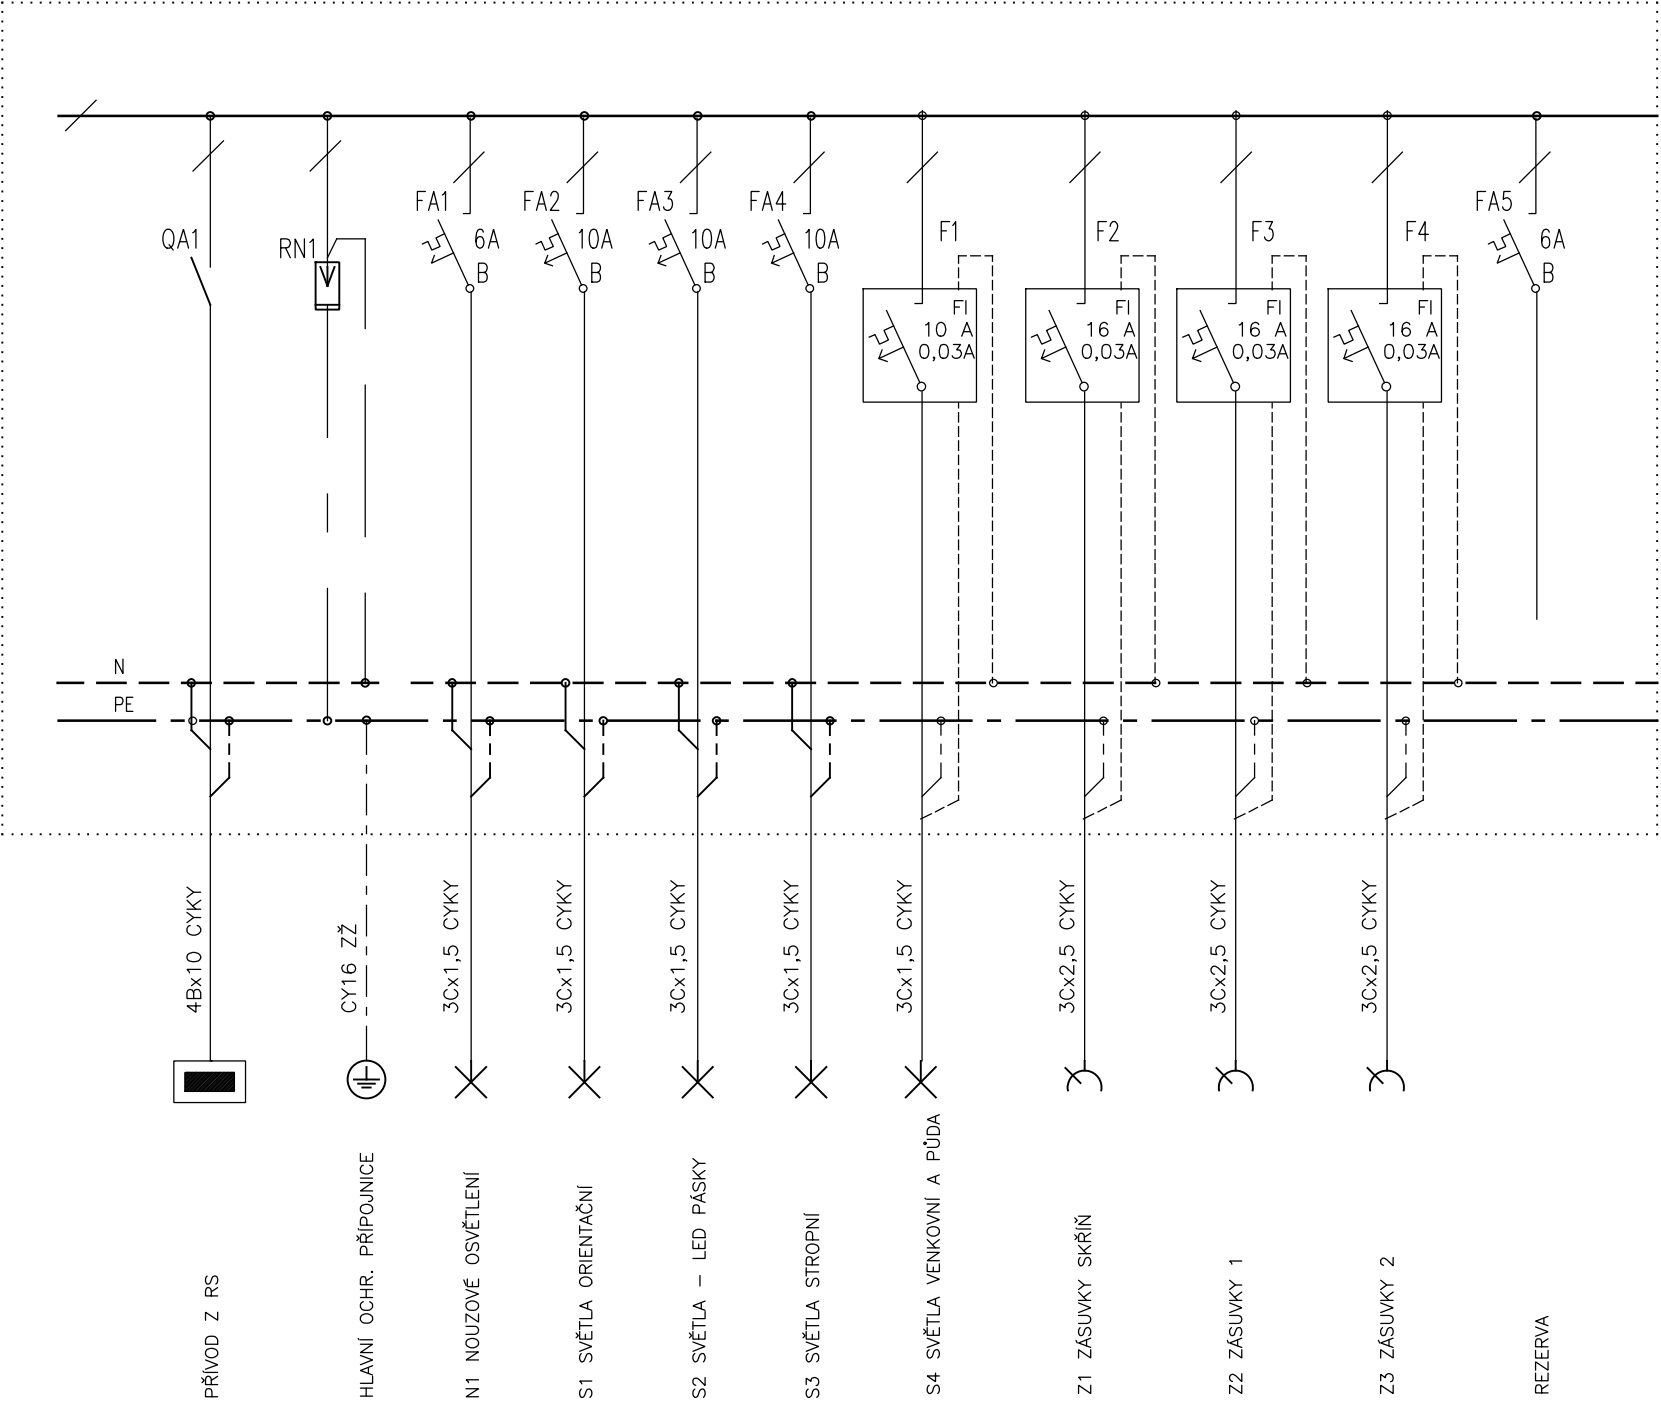 QA1
RN1
FA1
6A
B
FA2
10A
B
FA3
10A
B
FA4
10A
B
F1
FI
10 A
0,03A
F2
FI
16 A
0,03A
F3
FI
16 A
0,03A
F4
FI
16 A
0,03A
FA5
6A
B
N
PE
4Bx10 CYKY
CY16 ZŽ
3Cx1,5 CYKY
3Cx1,5 CYKY
3Cx1,5 CYKY
3Cx1,5 CYKY
3Cx1,5 CYKY
3Cx2,5 CYKY
3Cx2,5 CYKY
3Cx2,5 CYKY
PŘÍVOD Z RS
HLAVNÍ OCHR. PŘÍPOJNICE
N1 NOUZOVÉ OSVĚTLENÍ
S1 SVĚTLA ORIENTAČNÍ
S2 SVĚTLA – LED PÁSKY
S3 SVĚTLA STROPNÍ
S4 SVĚTLA VENKOVNÍ A PŮDA
Z1 ZÁSUVKY SKŘÍŇ
Z2 ZÁSUVKY 1
Z3 ZÁSUVKY 2
REZERVA